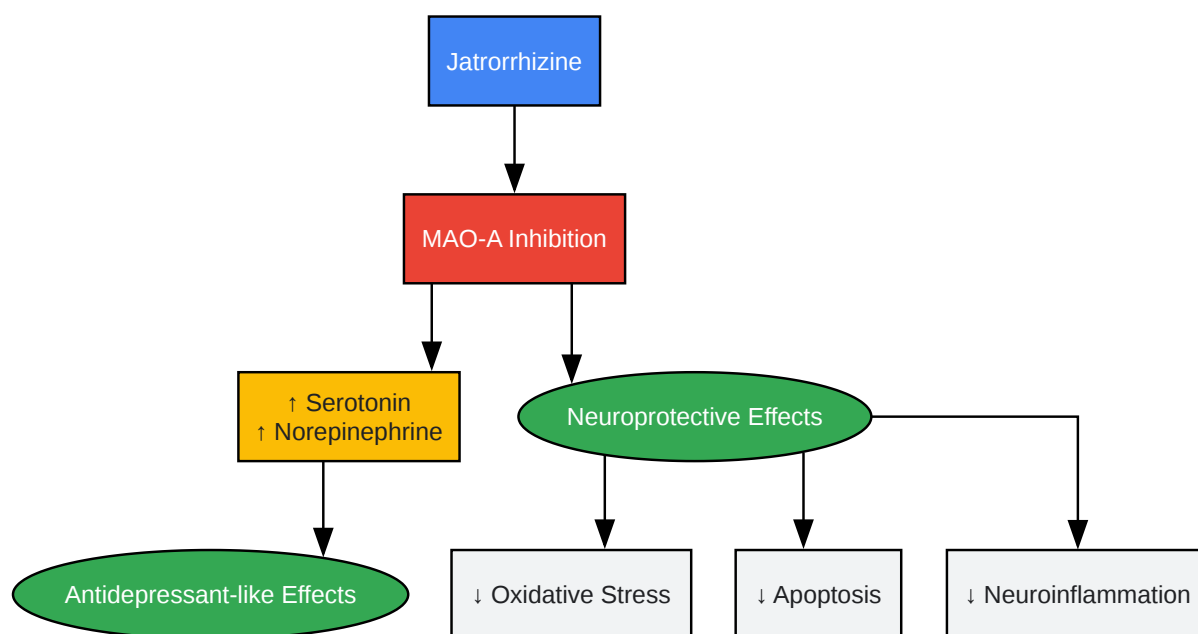 Jatrorrhizine
MAO-A Inhibition
↑ Serotonin
↑ Norepinephrine
Neuroprotective Effects
Antidepressant-like Effects
↓ Oxidative Stress
↓ Apoptosis
↓ Neuroinflammation